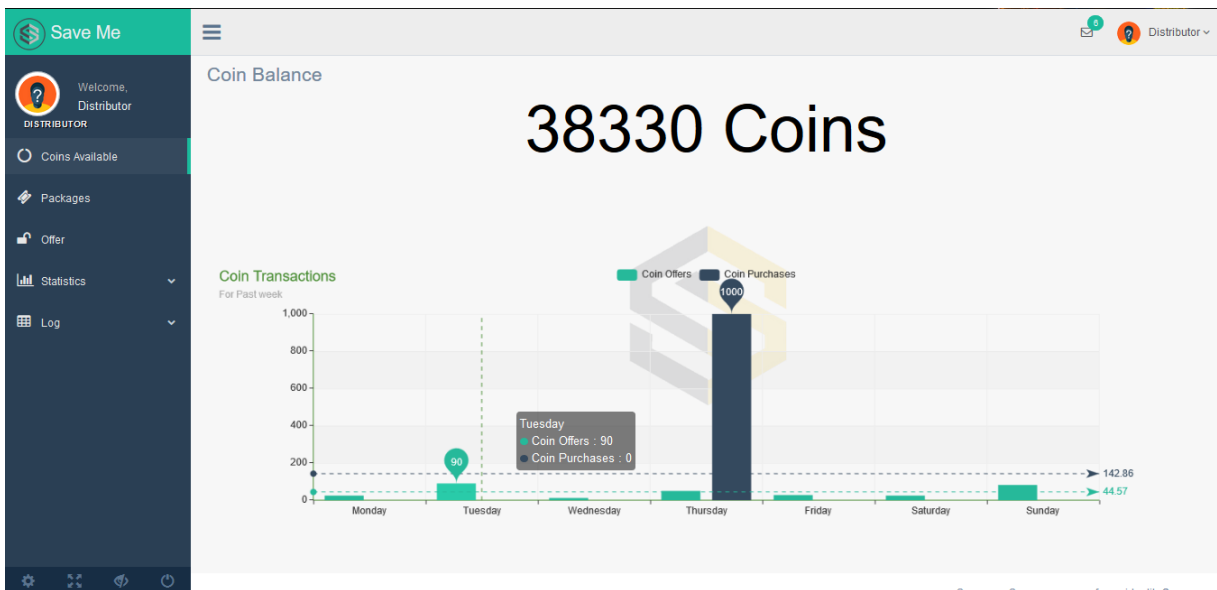 Save Me
6
Distributor
Welcome,
Distributor
DISTRIBUTOR
Coins Available
Packages
Offer
Statistics
Log
Coin Balance
38330 Coins
Coin Transactions
For Past week
Coin Offers
Coin Purchases
1000
1,000
800
600
400
200
0
Tuesday
Coin Offers : 90
Coin Purchases : 0
90
142.86
44.57
Monday Tuesday Wednesday Thursday Friday Saturday Sunday